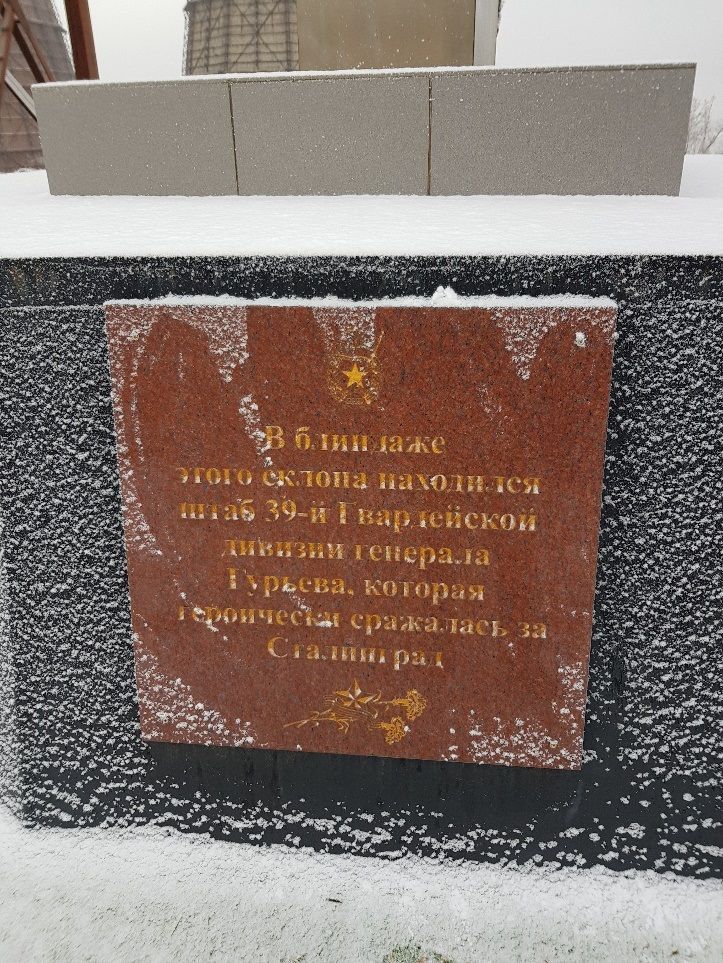 В блиндаже
этого склона находился
штаб 39-й Гвардейской
дивизии генерала
Гурьева, которая
героически сражалась за
Сталинград